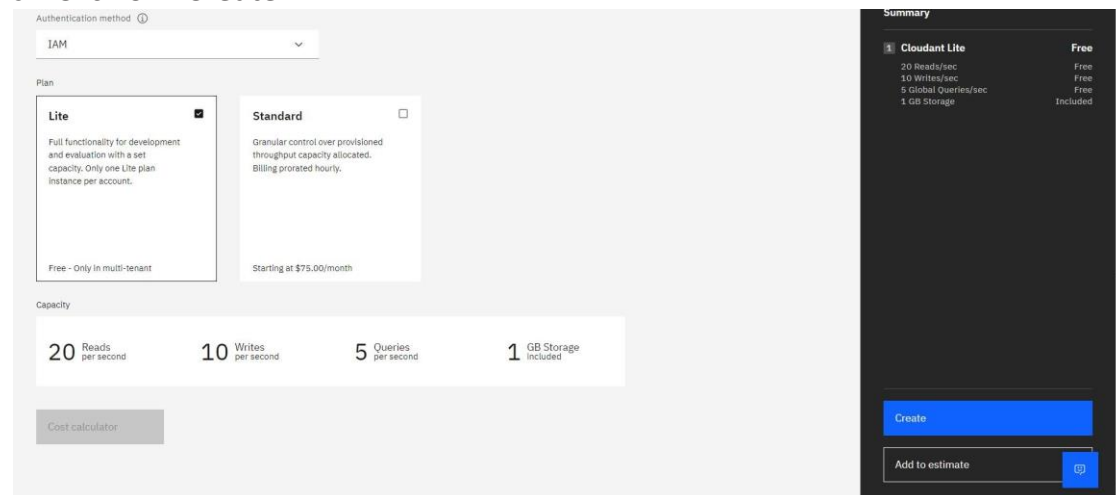 Authentication method
IAM
Plan
Lite
Full functionality for development
and evaluation with a set
capacity. Only one Lite plan
instance per account.
Free - Only in multi-tenant
Standard
Granular control over provisioned
throughput capacity allocated.
Billing prorated hourly.
Starting at $75.00/month
Capacity
20 Reads per second
10 Writes per second
5 Queries per second
1 GB Storage included
Cost calculator
Summary
1 Cloudant Lite Free
20 Reads/sec Free
10 Writes/sec Free
5 Global Queries/sec Free
1 GB Storage Included
Create
Add to estimate